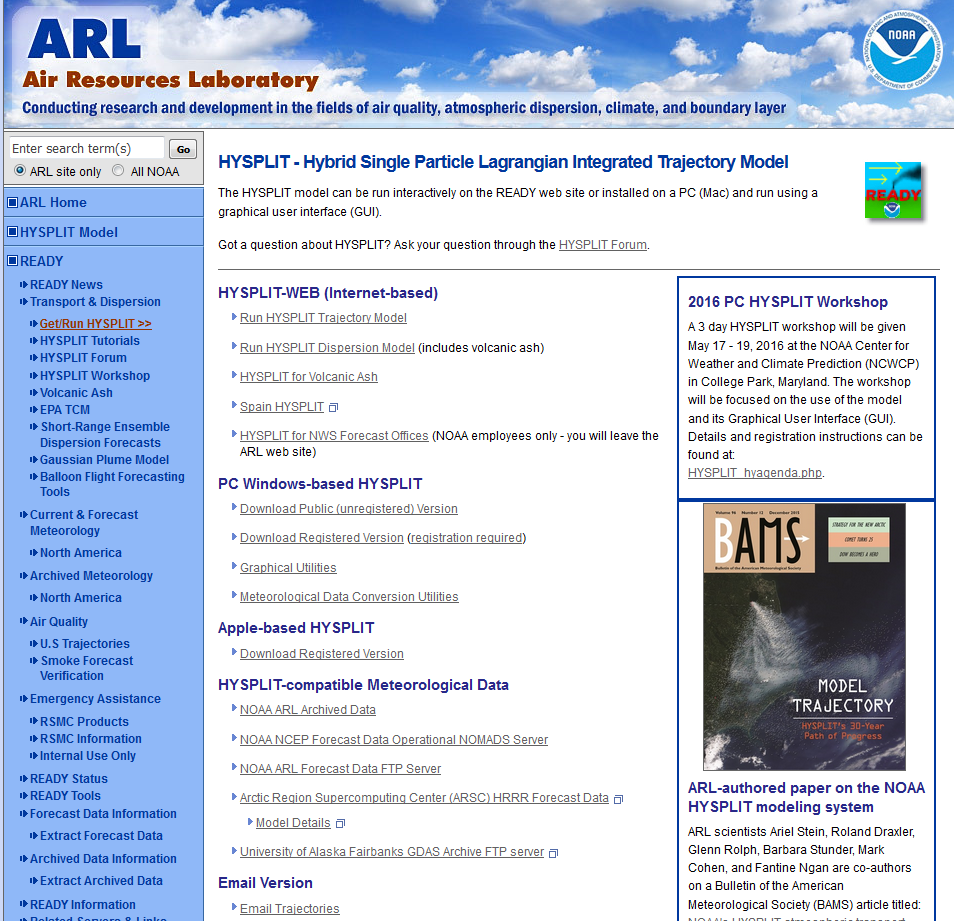 ARL
Air Resources Laboratory
Conducting research and development in the fields of air quality, atmospheric dispersion, climate, and boundary layer
NATIONAL OCEANIC AND ATMOSPHERIC ADMINISTRATION
NOAA
U.S. DEPARTMENT OF COMMERCE
Enter search term(s)
Go
ARL site only
All NOAA
ARL Home
HYSPLIT Model
READY
READY News
Transport & Dispersion
Get/Run HYSPLIT >>
HYSPLIT Tutorials
HYSPLIT Forum
HYSPLIT Workshop
Volcanic Ash
EPA TCM
Short-Range Ensemble
Dispersion Forecasts
Gaussian Plume Model
Balloon Flight Forecasting
Tools
Current & Forecast
Meteorology
North America
Archived Meteorology
North America
Air Quality
U.S Trajectories
Smoke Forecast
Verification
Emergency Assistance
RSMC Products
RSMC Information
Internal Use Only
READY Status
READY Tools
Forecast Data Information
Extract Forecast Data
Archived Data Information
Extract Archived Data
READY Information
Related Servers & Links
HYSPLIT - Hybrid Single Particle Lagrangian Integrated Trajectory Model
The HYSPLIT model can be run interactively on the READY web site or installed on a PC (Mac) and run using a
graphical user interface (GUI).
Got a question about HYSPLIT? Ask your question through the HYSPLIT Forum.
READY
HYSPLIT-WEB (Internet-based)
Run HYSPLIT Trajectory Model
Run HYSPLIT Dispersion Model (includes volcanic ash)
HYSPLIT for Volcanic Ash
Spain HYSPLIT
HYSPLIT for NWS Forecast Offices (NOAA employees only - you will leave the
ARL web site)
PC Windows-based HYSPLIT
Download Public (unregistered) Version
Download Registered Version (registration required)
Graphical Utilities
Meteorological Data Conversion Utilities
Apple-based HYSPLIT
Download Registered Version
HYSPLIT-compatible Meteorological Data
NOAA ARL Archived Data
NOAA NCEP Forecast Data Operational NOMADS Server
NOAA ARL Forecast Data FTP Server
Arctic Region Supercomputing Center (ARSC) HRRR Forecast Data
Model Details
University of Alaska Fairbanks GDAS Archive FTP server
Email Version
Email Trajectories
2016 PC HYSPLIT Workshop
A 3 day HYSPLIT workshop will be given
May 17 - 19, 2016 at the NOAA Center for
Weather and Climate Prediction (NCWCP)
in College Park, Maryland. The workshop
will be focused on the use of the model
and its Graphical User Interface (GUI).
Details and registration instructions can be
found at:
HYSPLIT_hyagenda.php.
Volume 96 Number 12 December 2015
BAMS
Bulletin of the American Meteorological Society
STRATEGY FOR THE NEW ARCTIC
COMET TURNS 25
DOW BECOMES A HERO
MODEL
TRAJECTORY
HYSPLIT's 30-Year
Path of Progress
ARL-authored paper on the NOAA
HYSPLIT modeling system
ARL scientists Ariel Stein, Roland Draxler,
Glenn Rolph, Barbara Stunder, Mark
Cohen, and Fantine Ngan are co-authors
on a Bulletin of the American
Meteorological Society (BAMS) article titled:
NOAA's HYSPLIT atmospheric transport